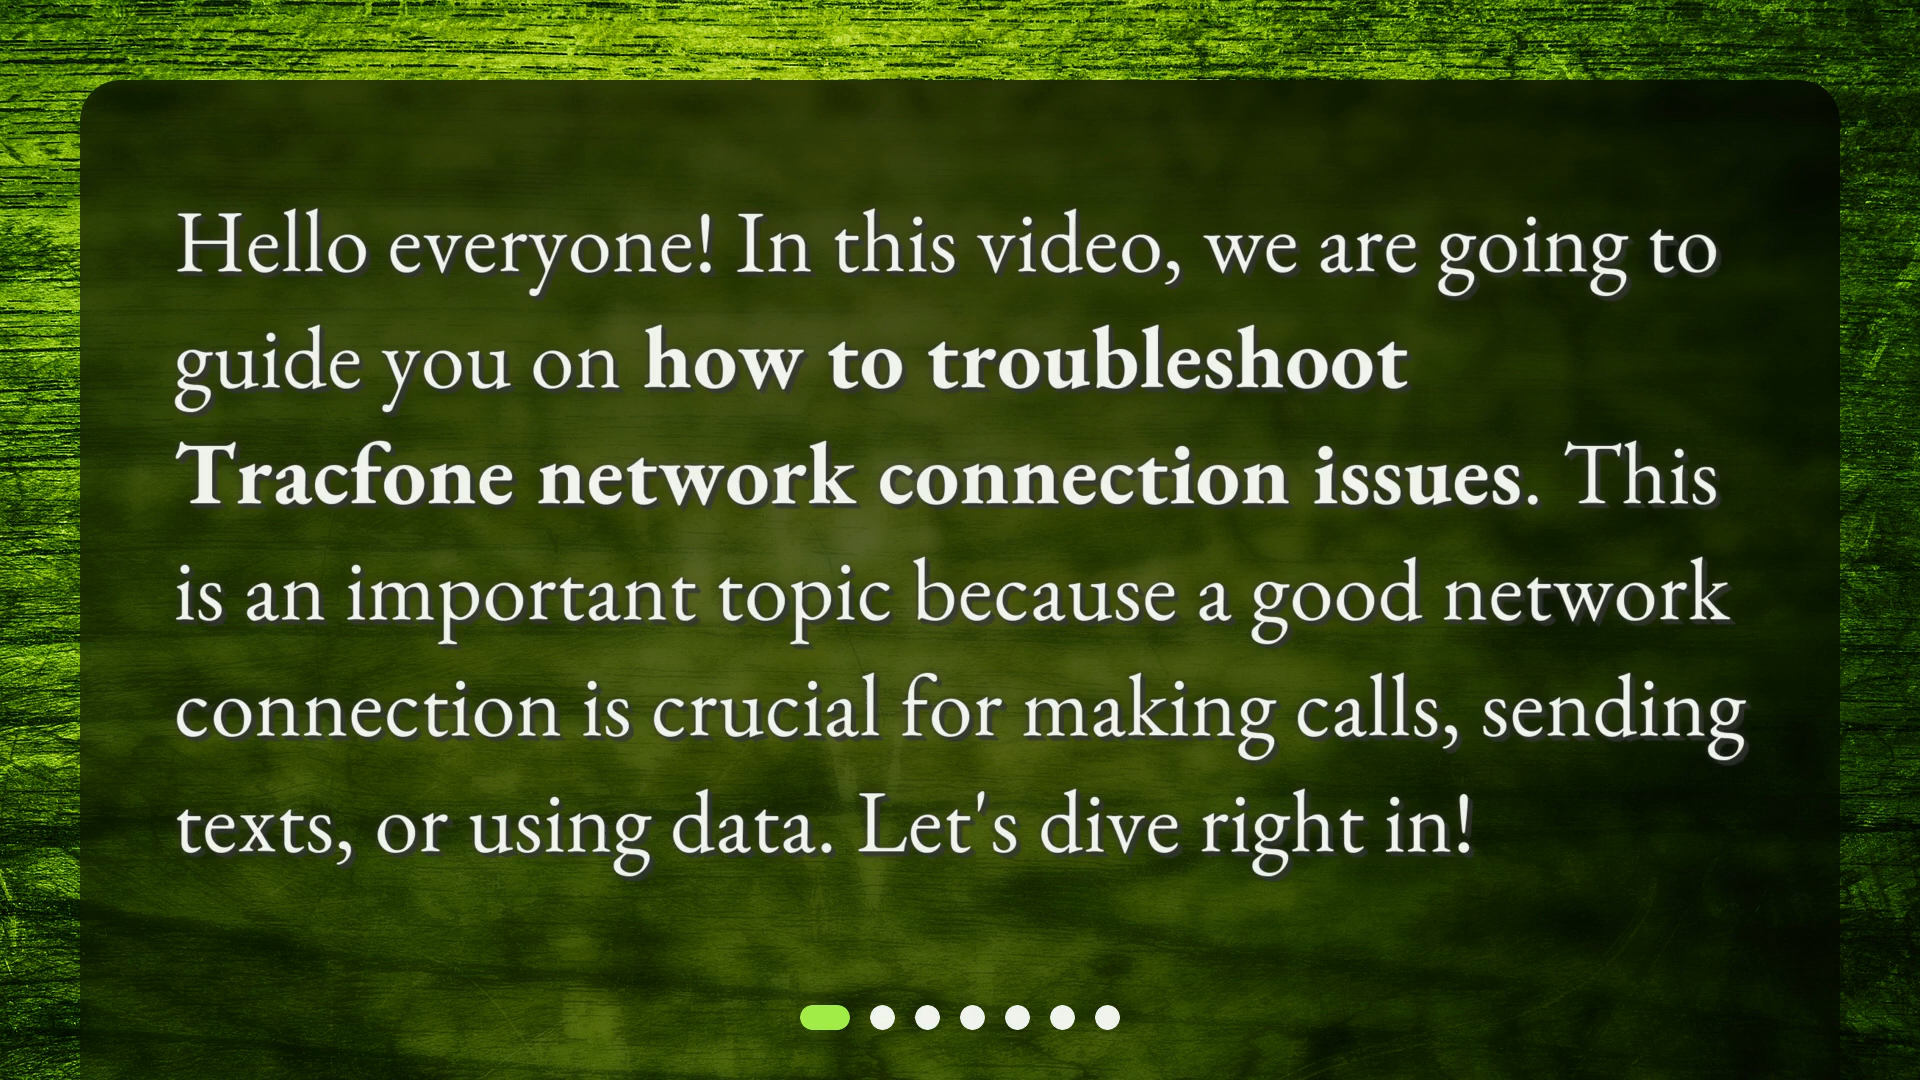 Hello everyone! In this video, we are going to
guide you on how to troubleshoot
Tracfone network connection issues. This
is an important topic because a good network
connection is crucial for making calls, sending
texts, or using data. Let's dive right in!